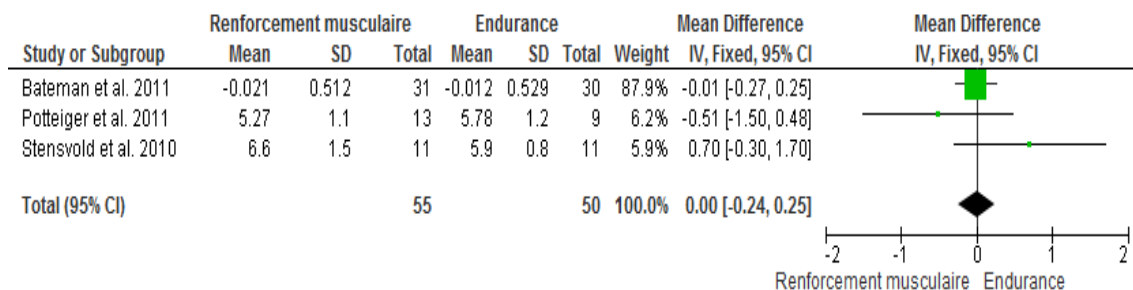 Renforcement musculaire Endurance Mean Difference Mean Difference
Study or Subgroup Mean SD Total Mean SD Total Weight IV, Fixed, 95% CI IV, Fixed, 95% CI
Bateman et al. 2011 -0.021 0.512 31 -0.012 0.529 30 87.9% -0.01 [-0.27, 0.25]
Potteiger et al. 2011 5.27 1.1 13 5.78 1.2 9 6.2% -0.51 [-1.50, 0.48]
Stensvold et al. 2010 6.6 1.5 11 5.9 0.8 11 5.9% 0.70 [-0.30, 1.70]
Total (95% CI) 55 50 100.0% 0.00 [-0.24, 0.25]
-2 -1 0 1 2
Renforcement musculaire Endurance